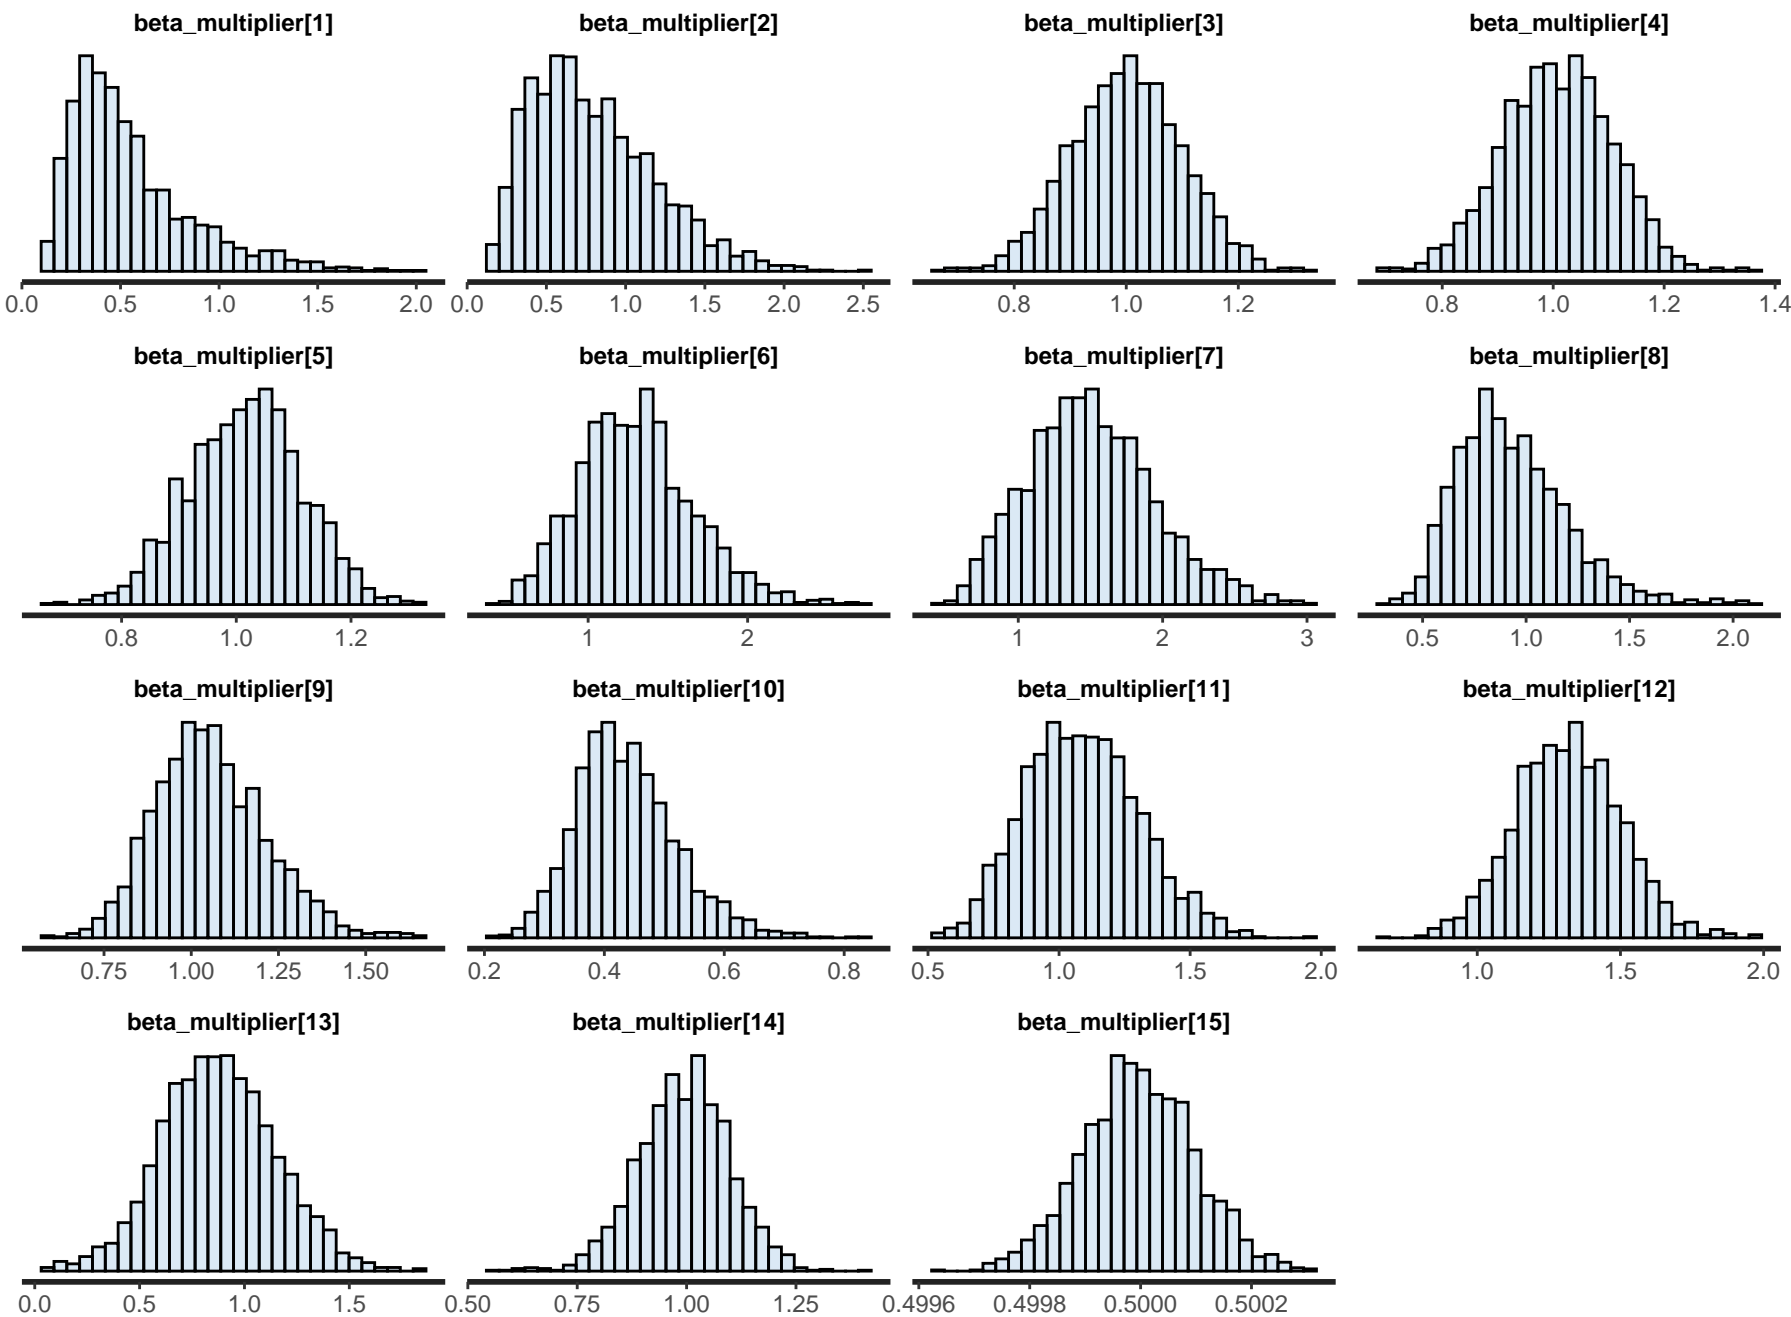 beta_multiplier[1] beta_multiplier[2] beta_multiplier[3] beta_multiplier[4]
0.0 0.5 1.0 1.5 2.0 0.0 0.5 1.0 1.5 2.0 2.5 0.8 1.0 1.2 0.8 1.0 1.2 1.4
beta_multiplier[5] beta_multiplier[6] beta_multiplier[7] beta_multiplier[8]
0.8 1.0 1.2 1 2 1 2 3 0.5 1.0 1.5 2.0
beta_multiplier[9] beta_multiplier[10] beta_multiplier[11] beta_multiplier[12]
0.75 1.00 1.25 1.50 0.2 0.4 0.6 0.8 0.5 1.0 1.5 2.0 1.0 1.5 2.0
beta_multiplier[13] beta_multiplier[14] beta_multiplier[15]
0.0 0.5 1.0 1.5 0.50 0.75 1.00 1.25 0.4996 0.4998 0.5000 0.5002